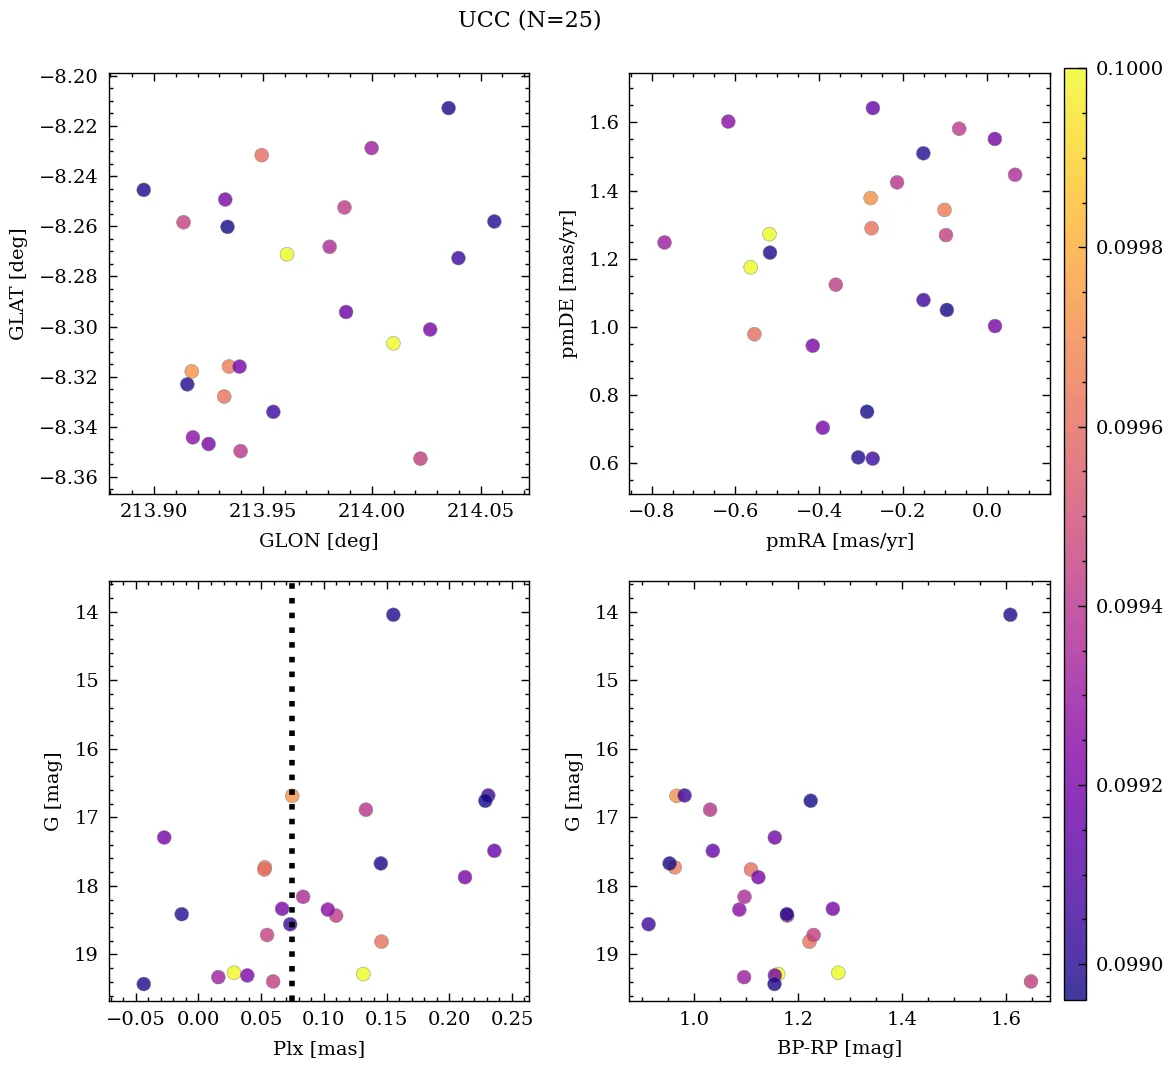 UCC (N=25)
−8.20
−8.22
−8.24
−8.26
−8.28
−8.30
−8.32
−8.34
−8.36
GLAT [deg]
213.90 213.95 214.00 214.05
GLON [deg]
1.6
1.4
1.2
1.0
0.8
0.6
pmDE [mas/yr]
−0.8 −0.6 −0.4 −0.2 0.0
pmRA [mas/yr]
0.1000
0.0998
0.0996
0.0994
0.0992
0.0990
14
15
16
17
18
19
G [mag]
−0.05 0.00 0.05 0.10 0.15 0.20 0.25
Plx [mas]
14
15
16
17
18
19
G [mag]
1.0 1.2 1.4 1.6
BP-RP [mag]